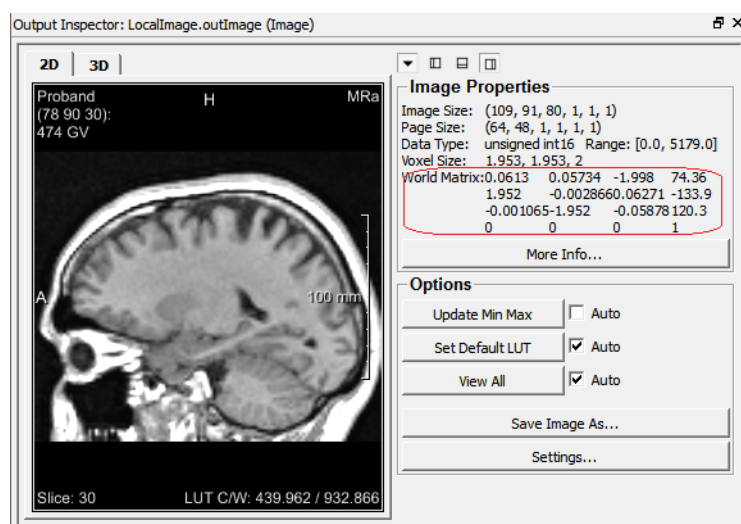 Output Inspector: LocalImage.outImage (Image)
2D 3D
Proband H MRa
(78 90 30):
474 GV
A 100 mm
Slice: 30 LUT C/W: 439.962 / 932.866
Image Properties
Image Size: (109, 91, 80, 1, 1, 1)
Page Size: (64, 48, 1, 1, 1, 1)
Data Type: unsigned int16 Range: [0.0, 5179.0]
Voxel Size: 1.953, 1.953, 2
World Matrix:0.0613 0.05734 -1.998 74.36
1.952 -0.0028660.06271 -133.9
-0.001065-1.952 -0.05878120.3
0 0 0 1
More Info...
Options
Update Min Max Auto
Set Default LUT Auto
View All Auto
Save Image As...
Settings...